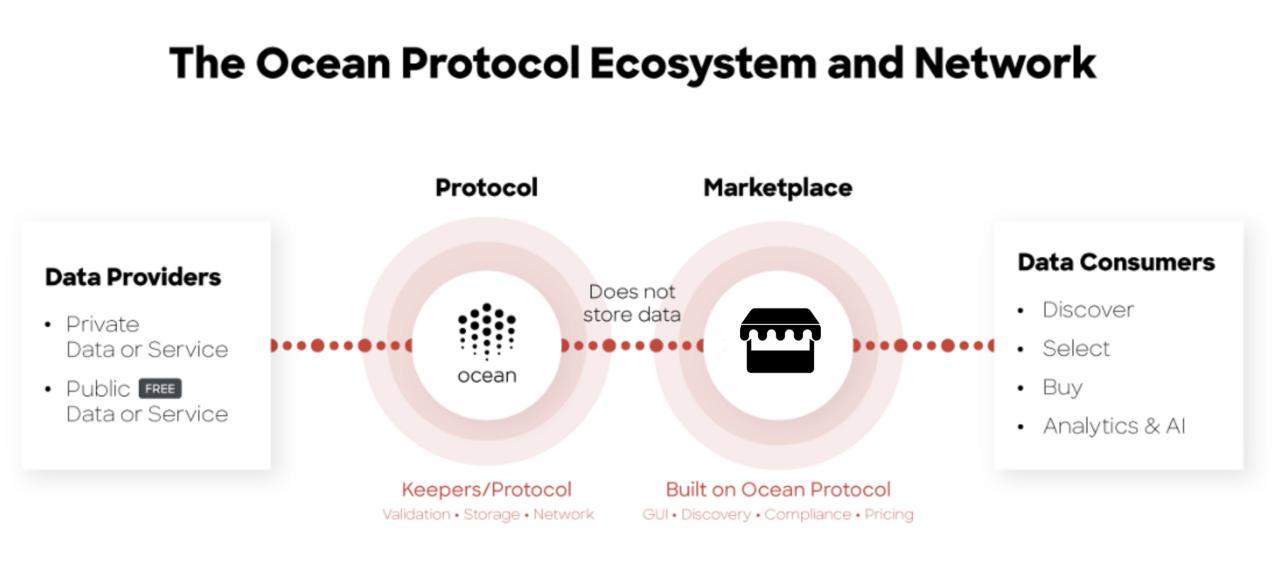 The Ocean Protocol Ecosystem and Network
Protocol
Marketplace
Data Providers
• Private
Data or Service
• Public FREE
Data or Service
ocean
Does not
store data
Data Consumers
• Discover
• Select
• Buy
• Analytics & AI
Keepers/Protocol
Validation • Storage • Network
Built on Ocean Protocol
GUI • Discovery • Compliance • Pricing